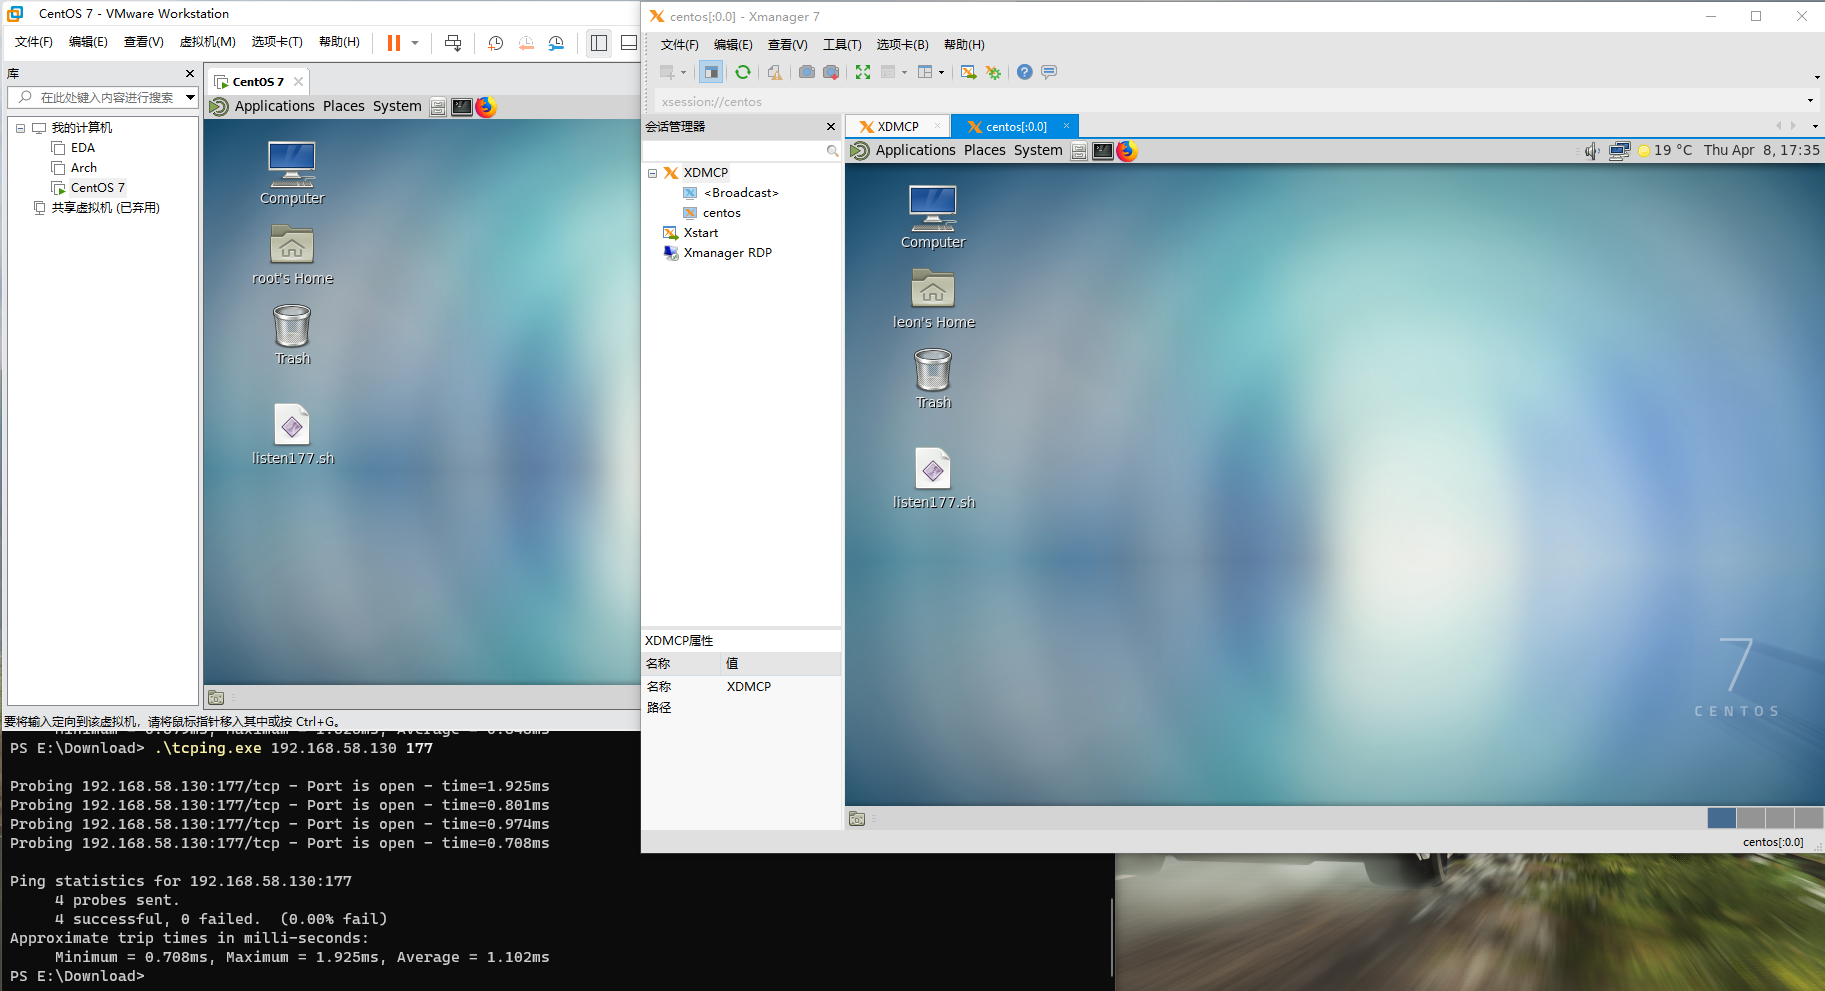 CentOS 7 - VMware Workstation
文件(F) 编辑(E) 查看(V) 虚拟机(M) 选项卡(T) 帮助(H)
库
在此处键入内容进行搜索
我的计算机
EDA
Arch
CentOS 7
共享虚拟机 (已弃用)
CentOS 7
Applications Places System
Computer
root's Home
Trash
listen177.sh
要将输入定向到该虚拟机，请将鼠标指针移入其中或按 Ctrl+G。
centos[:0.0] - Xmanager 7
文件(F) 编辑(E) 查看(V) 工具(T) 选项卡(B) 帮助(H)
xsession://centos
会话管理器
XDMCP
<Broadcast>
centos
Xstart
Xmanager RDP
XDMCP属性
名称 值
名称 XDMCP
路径
XDMCP centos[:0.0]
Applications Places System 19 °C Thu Apr 8, 17:35
Computer
leon's Home
Trash
listen177.sh
7
CENTOS
centos[:0.0]
Minimum = 0.679ms, Maximum = 1.028ms, Average = 0.848ms
PS E:\Download> .\tcping.exe 192.168.58.130 177
Probing 192.168.58.130:177/tcp - Port is open - time=1.925ms
Probing 192.168.58.130:177/tcp - Port is open - time=0.801ms
Probing 192.168.58.130:177/tcp - Port is open - time=0.974ms
Probing 192.168.58.130:177/tcp - Port is open - time=0.708ms
Ping statistics for 192.168.58.130:177
4 probes sent.
4 successful, 0 failed. (0.00% fail)
Approximate trip times in milli-seconds:
Minimum = 0.708ms, Maximum = 1.925ms, Average = 1.102ms
PS E:\Download>